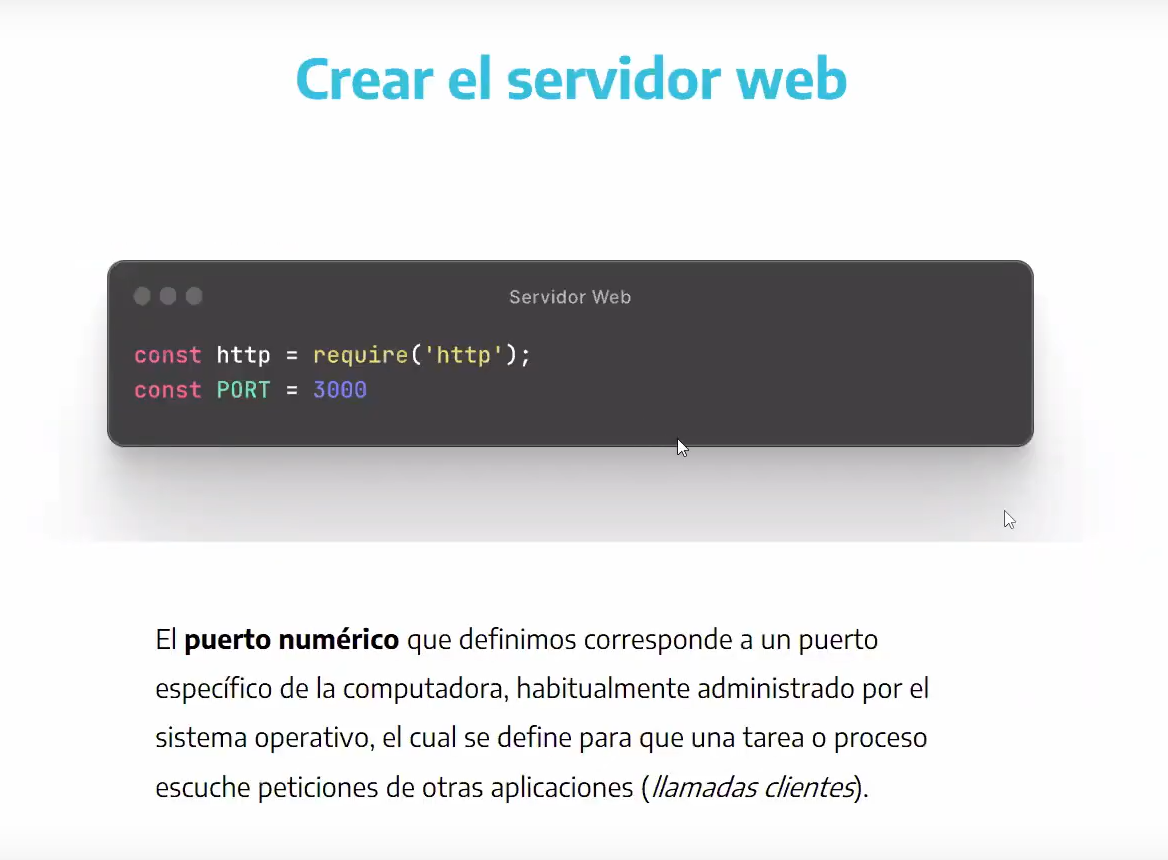 Crear el servidor web
Servidor Web
const http = require('http');
const PORT = 3000
El puerto numérico que definimos corresponde a un puerto
específico de la computadora, habitualmente administrado por el
sistema operativo, el cual se define para que una tarea o proceso
escuche peticiones de otras aplicaciones (llamadas clientes).